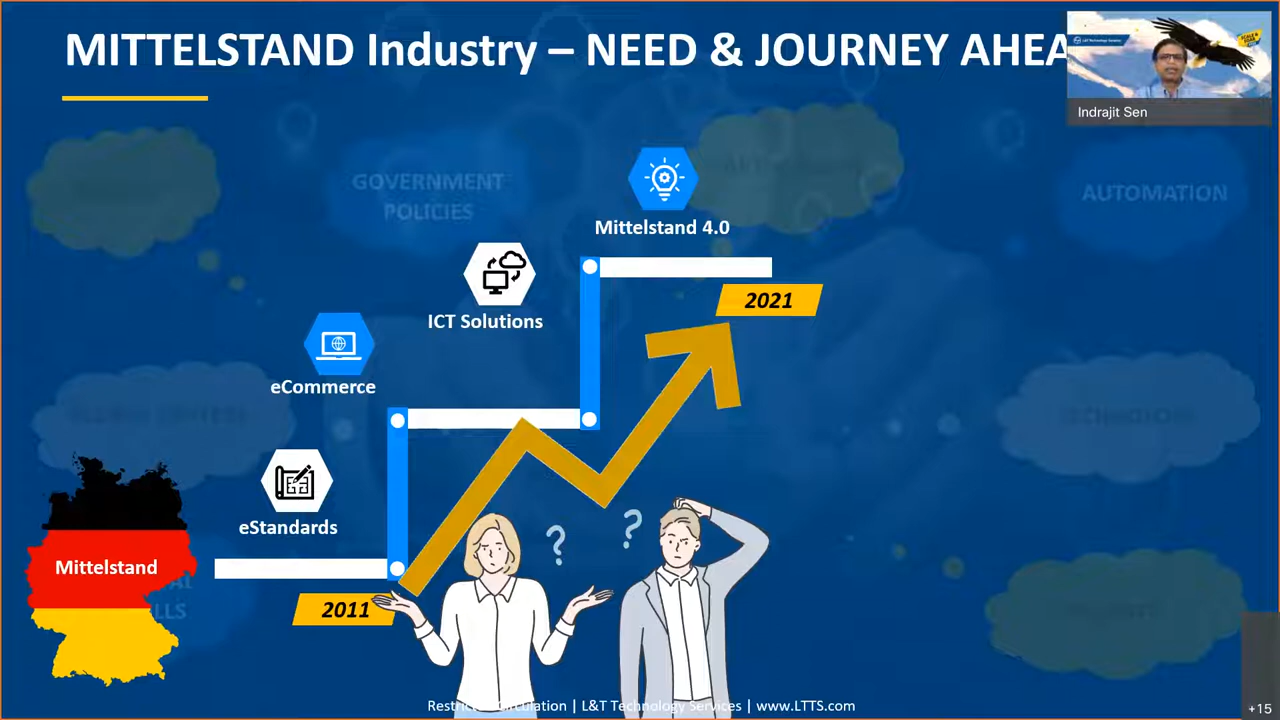 MITTELSTAND Industry – NEED & JOURNEY AHEA
Indrajit Sen
GOVERNMENT
POLICIES
AUTOMATION
Mittelstand 4.0
2021
ICT Solutions
eCommerce
eStandards
Mittelstand
2011
?
?
Circulation | L&T Technology Services | www.LTTS.com
+15